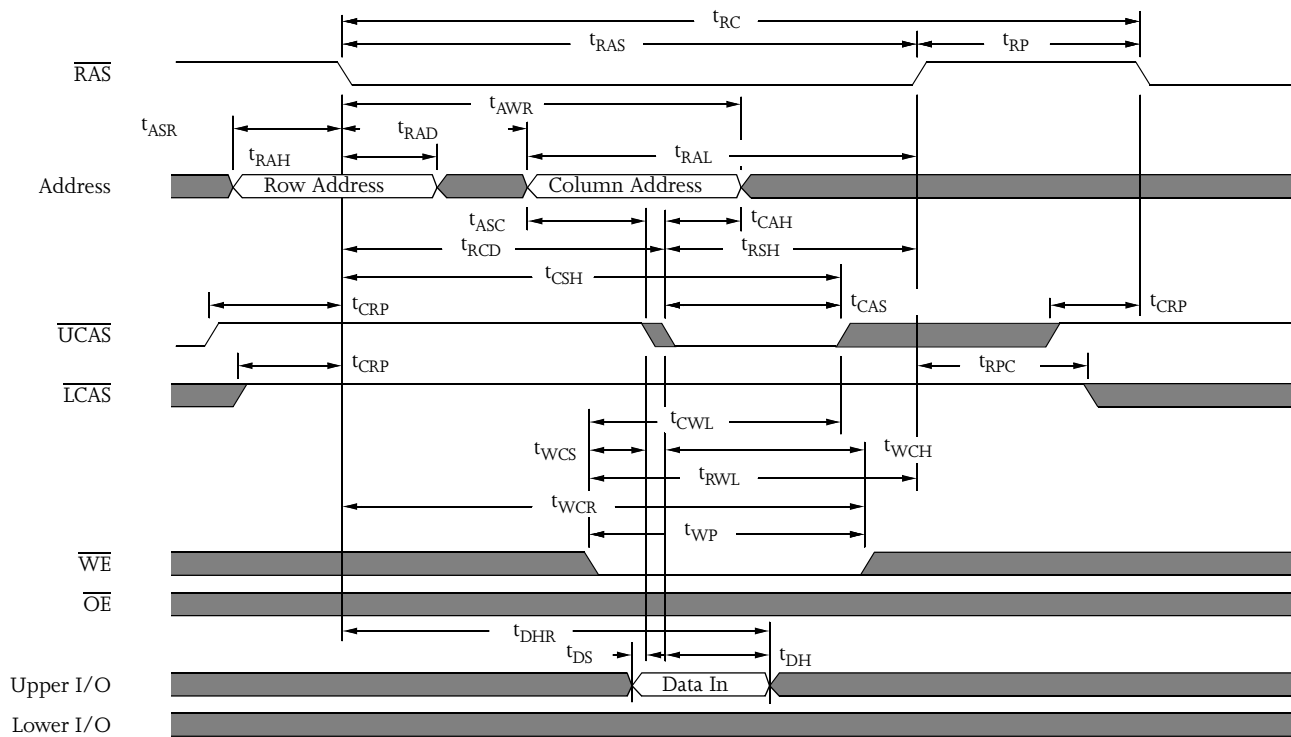 tRC
tRAS
tRP
RAS
tAWR
tASR
tRAD
tRAH
tRAL
Address
Row Address
Column Address
tASC
tCAH
tRCD
tRSH
tCSH
tCRP
tCAS
tCRP
UCAS
tCRP
tRPC
LCAS
tCWL
tWCS
tWCH
tRWL
tWCR
tWP
WE
OE
tDHR
tDS
tDH
Upper I/O
Data In
Lower I/O